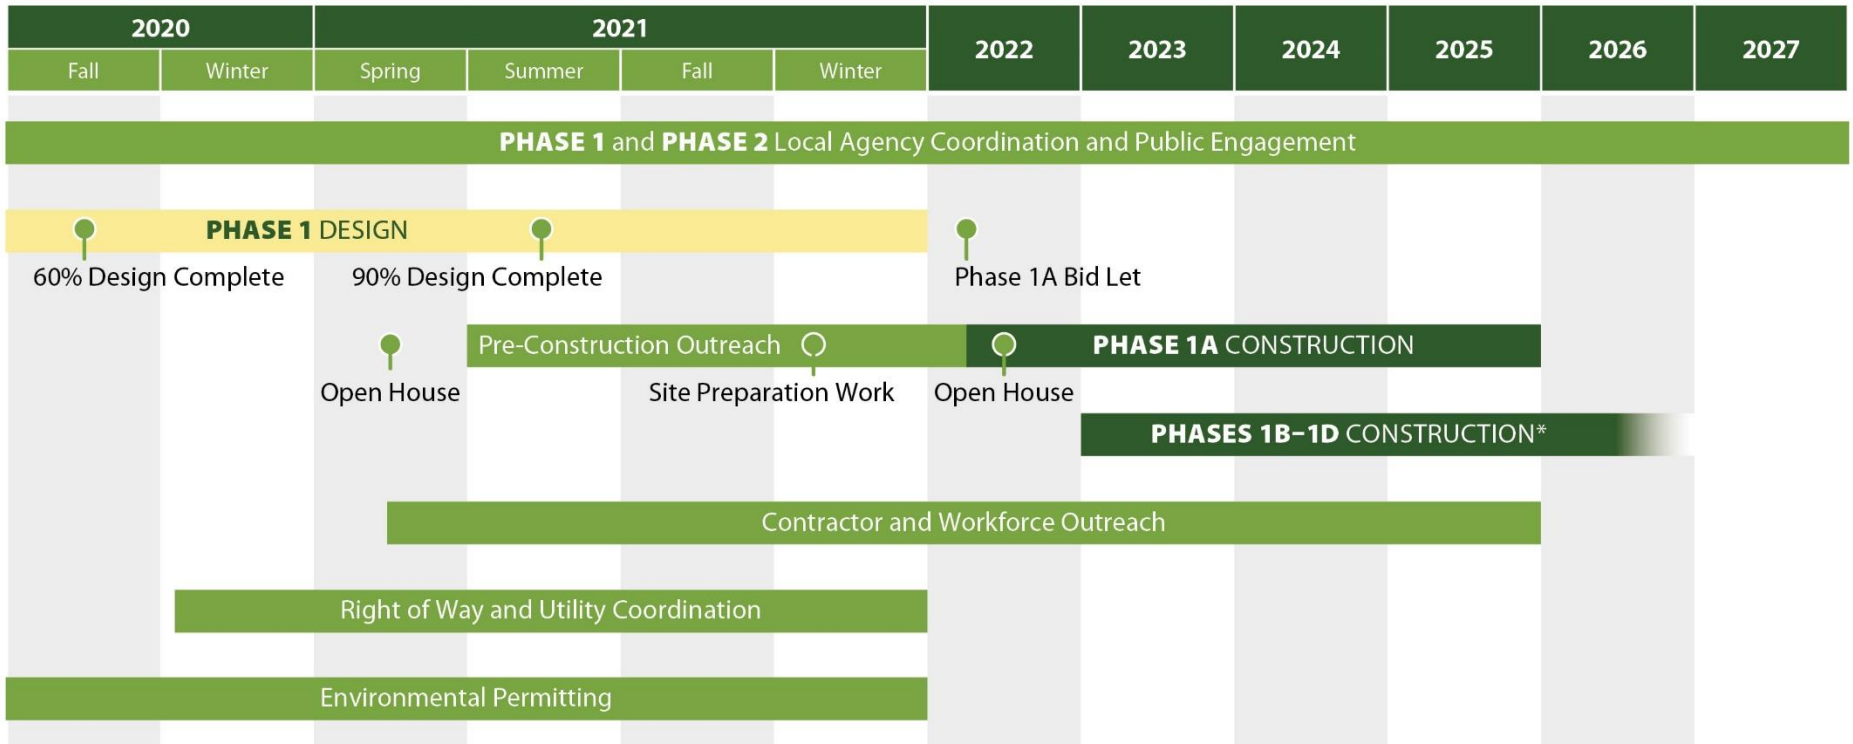 2020 2021 2022 2023 2024 2025 2026 2027
Fall Winter Spring Summer Fall Winter
PHASE 1 and PHASE 2 Local Agency Coordination and Public Engagement
PHASE 1 DESIGN
60% Design Complete 90% Design Complete Phase 1A Bid Let
Pre-Construction Outreach PHASE 1A CONSTRUCTION
Open House Site Preparation Work Open House
PHASES 1B–1D CONSTRUCTION*
Contractor and Workforce Outreach
Right of Way and Utility Coordination
Environmental Permitting